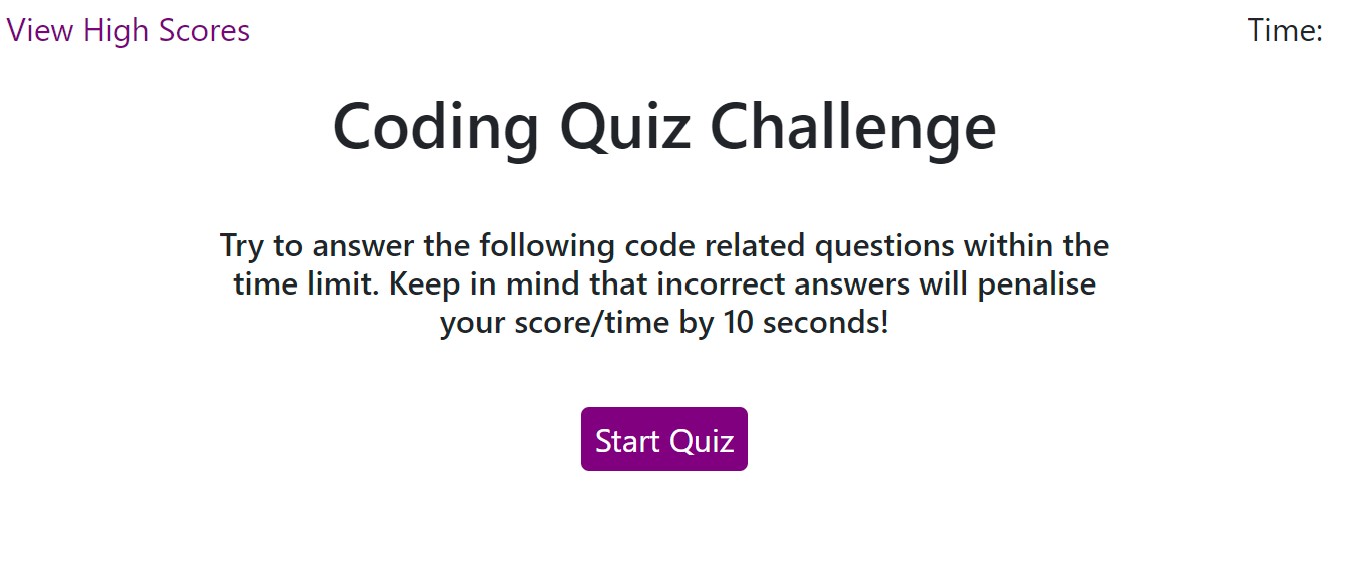 View High Scores
Time:
Coding Quiz Challenge
Try to answer the following code related questions within the
time limit. Keep in mind that incorrect answers will penalise
your score/time by 10 seconds!
Start Quiz